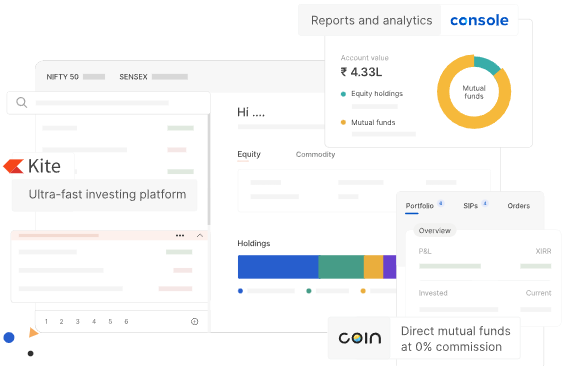 Reports and analytics console
NIFTY 50 SENSEX
Account value
₹ 4.33L
Equity holdings
Mutual funds
Mutual
funds
Hi ....
Equity Commodity
Kite
Ultra-fast investing platform
Holdings
1 2 3 4 5 6
Portfolio 6 SIPs 4 Orders
Overview
P&L XIRR
Invested Current
coin
Direct mutual funds
at 0% commission